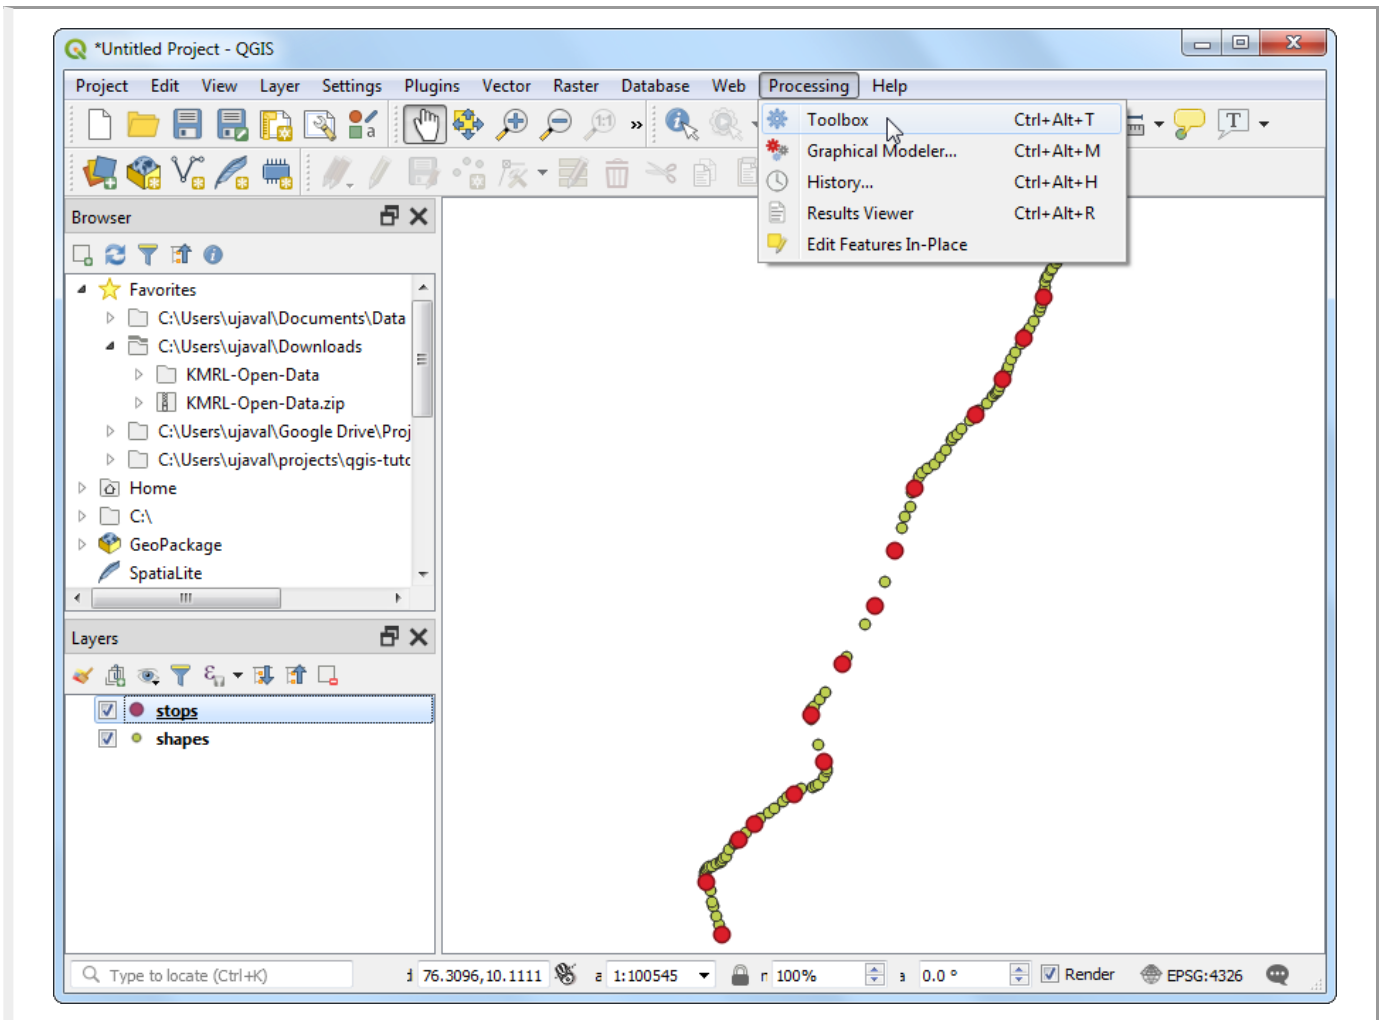 *Untitled Project - QGIS
Project Edit View Layer Settings Plugins Vector Raster Database Web Processing Help
Toolbox Ctrl+Alt+T
Graphical Modeler... Ctrl+Alt+M
History... Ctrl+Alt+H
Results Viewer Ctrl+Alt+R
Edit Features In-Place
Browser
Favorites
C:\Users\ujaval\Documents\Data
C:\Users\ujaval\Downloads
KMRL-Open-Data
KMRL-Open-Data.zip
C:\Users\ujaval\Google Drive\Proj
C:\Users\ujaval\projects\qgis-tutc
Home
C:\
GeoPackage
SpatiaLite
Layers
stops
shapes
Type to locate (Ctrl+K) 76.3096,10.1111 1:100545 100% 0.0 ° Render EPSG:4326